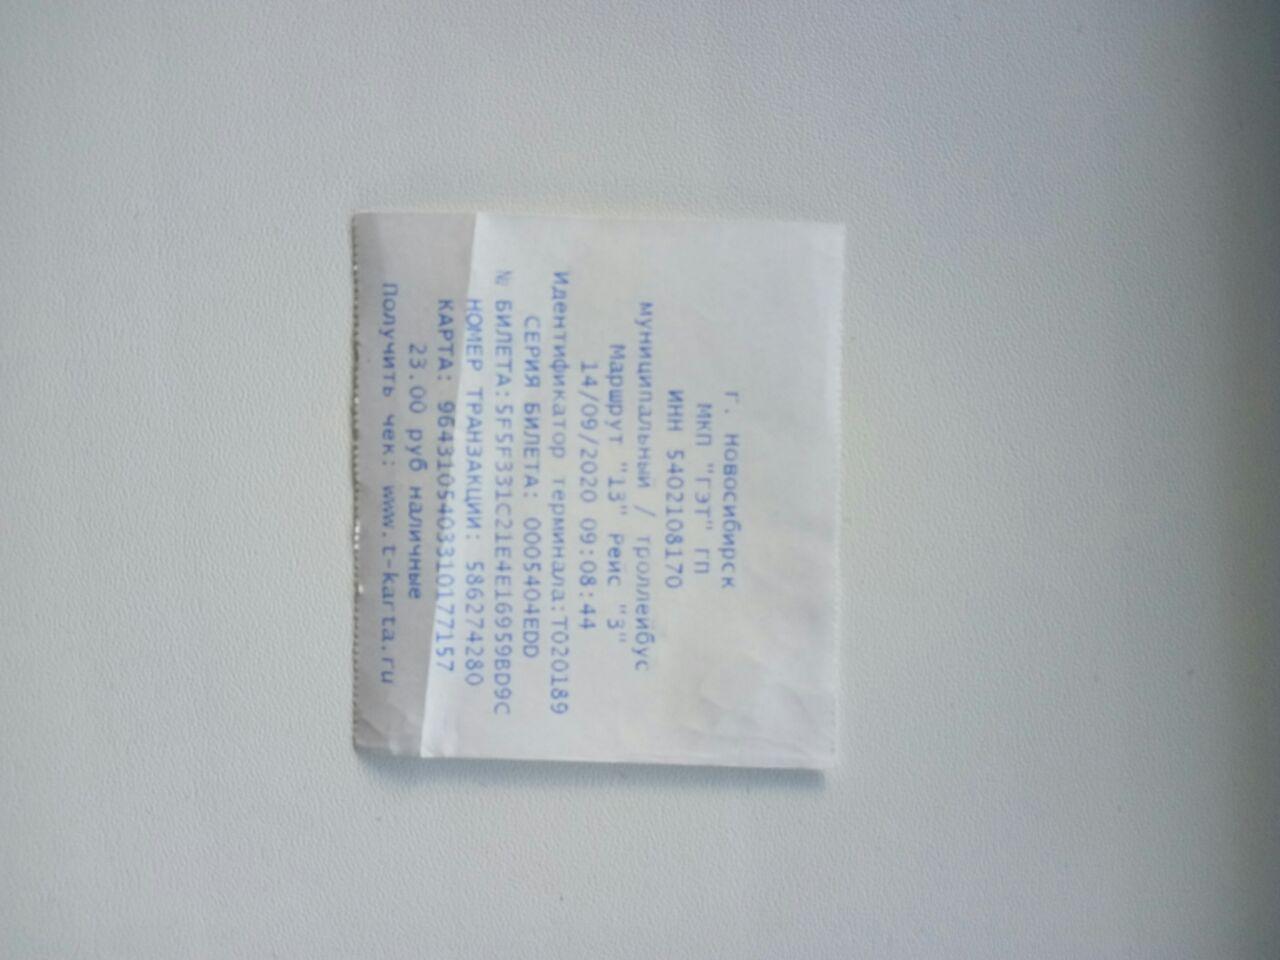 г. Новосибирск
МКП "ГЭТ" ГП
ИНН 5402108170
муниципальный / троллейбус
Маршрут "13" Рейс "3"
14/09/2020 09:08:44
Идентификатор терминала:T020189
СЕРИЯ БИЛЕТА: 0005404EDD
№ БИЛЕТА:5F5F331C21E4E16959BD9C
НОМЕР ТРАНЗАКЦИИ: 586274280
КАРТА: 9643105403310177157
23.00 руб наличные
Получить чек: www.t-karta.ru